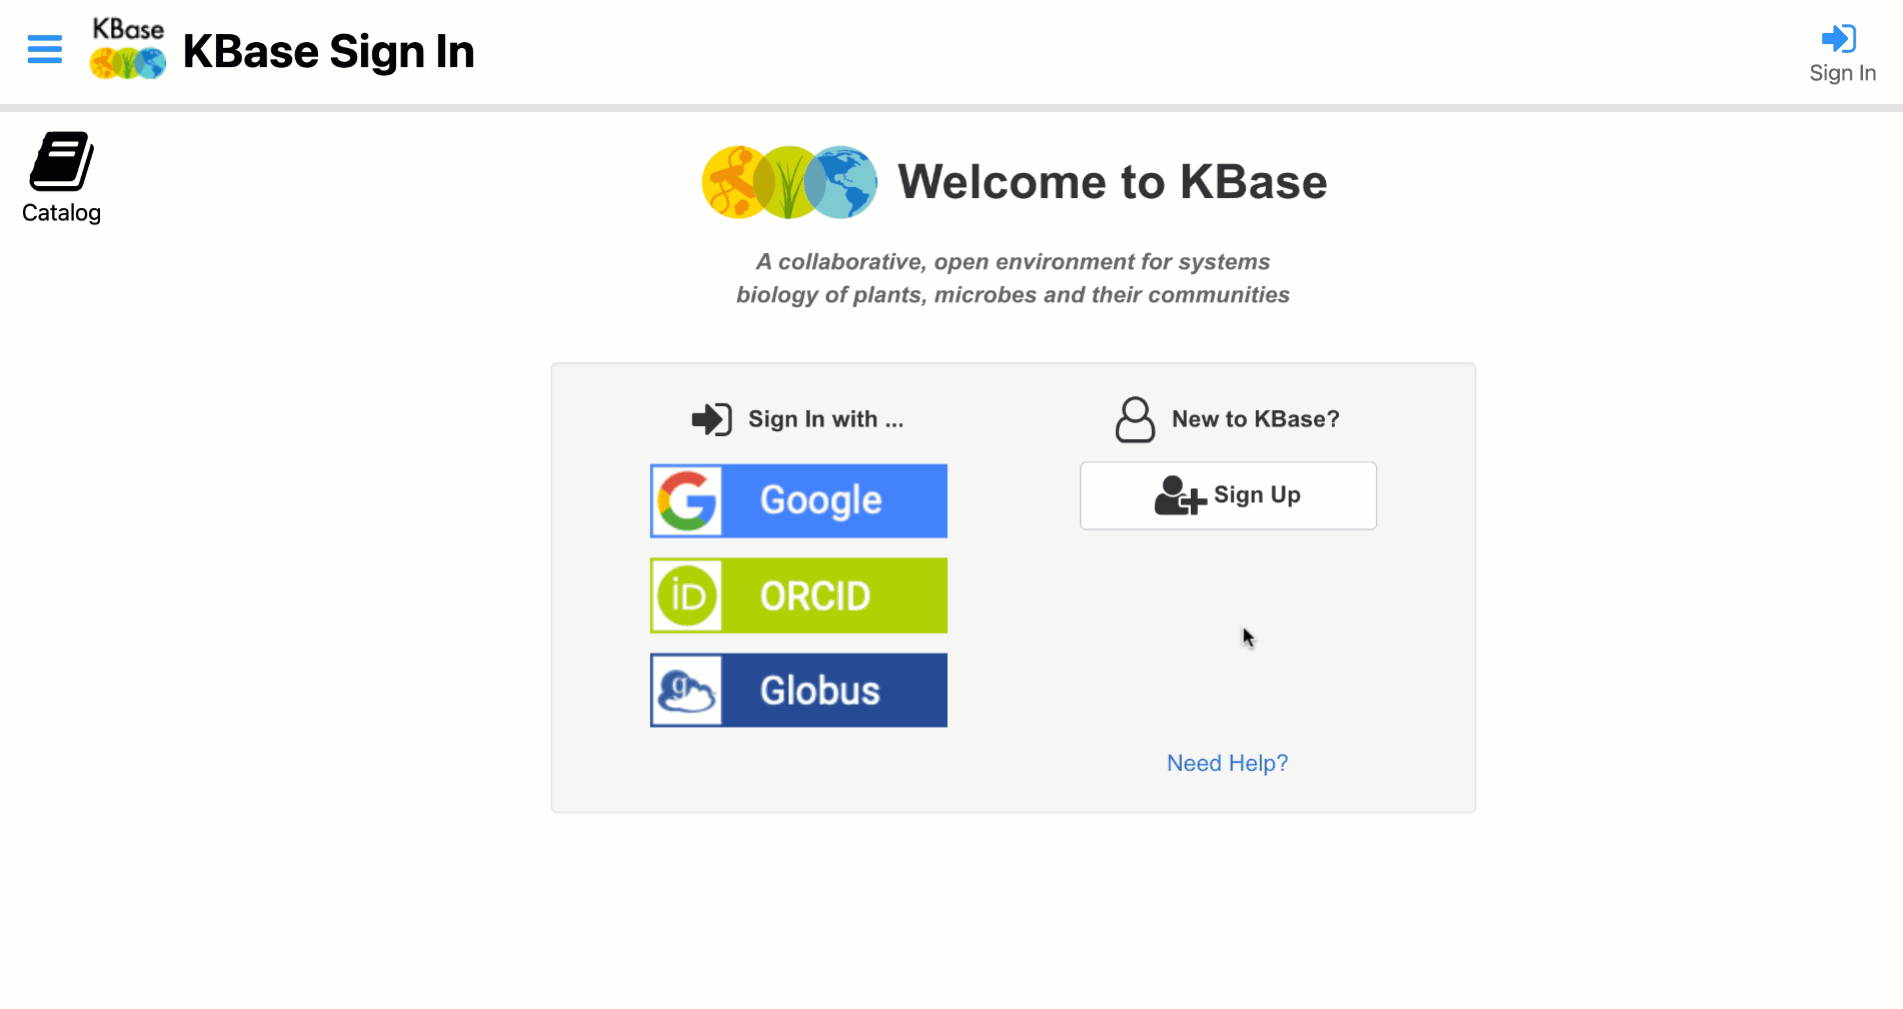 KBase
KBase Sign In
Sign In
Catalog
Welcome to KBase
A collaborative, open environment for systems
biology of plants, microbes and their communities
Sign In with ...
New to KBase?
Google
Sign Up
iD
ORCID
g
Globus
Need Help?